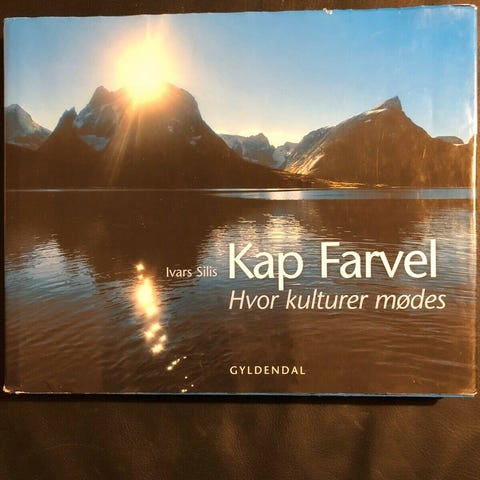 Ivars Silis Kap Farvel
Hvor kulturer mødes
GYLDENDAL